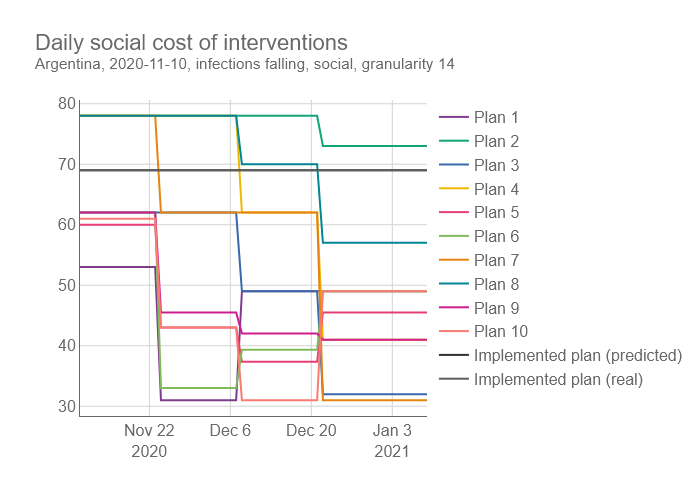 Daily social cost of interventions
Argentina, 2020-11-10, infections falling, social, granularity 14
80
70
60
50
40
30
Nov 22
2020
Dec 6
Dec 20
Jan 3
2021
Plan 1
Plan 2
Plan 3
Plan 4
Plan 5
Plan 6
Plan 7
Plan 8
Plan 9
Plan 10
Implemented plan (predicted)
Implemented plan (real)